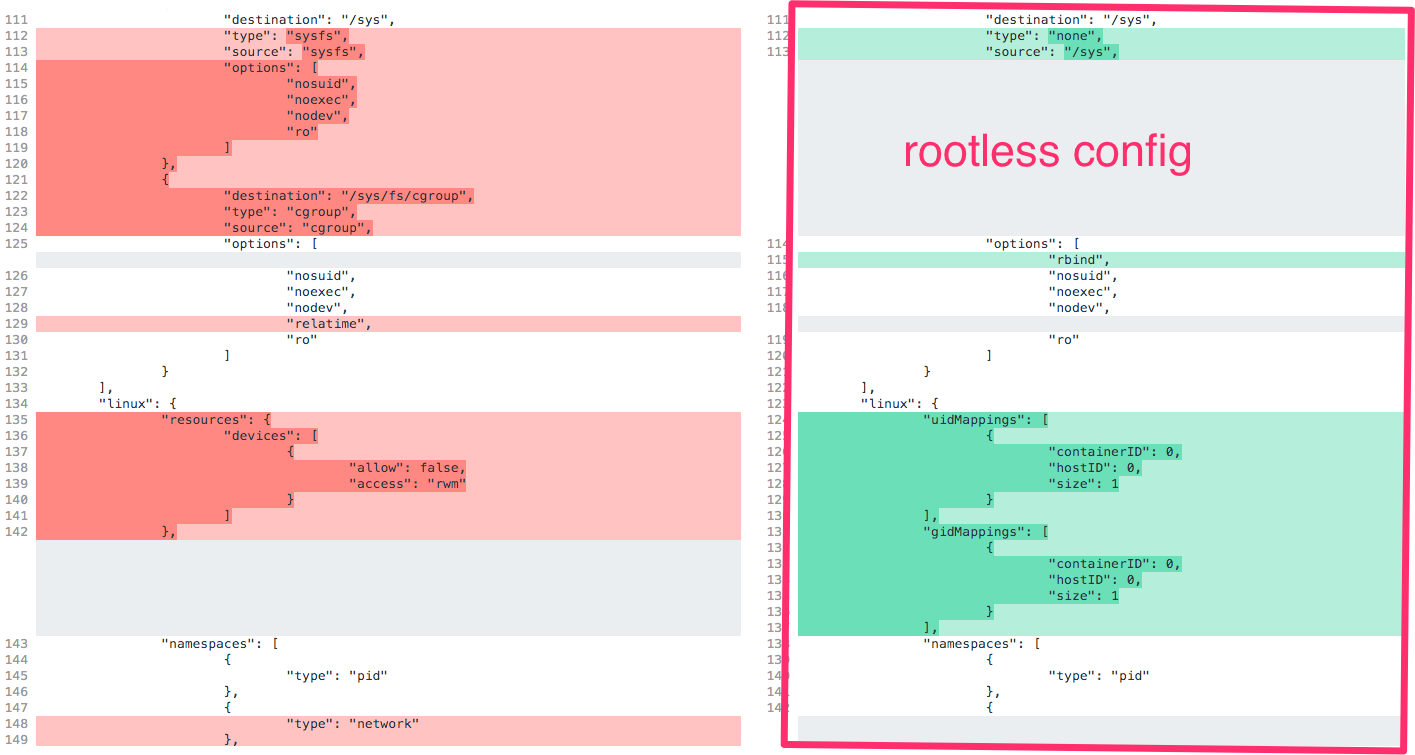 111 "destination": "/sys",
112 "type": "sysfs",
113 "source": "sysfs",
114 "options": [
115 "nosuid",
116 "noexec",
117 "nodev",
118 "ro"
119 ]
120 },
121 {
122 "destination": "/sys/fs/cgroup",
123 "type": "cgroup",
124 "source": "cgroup",
125 "options": [
126 "nosuid",
127 "noexec",
128 "nodev",
129 "relatime",
130 "ro"
131 ]
132 }
133 ],
134 "linux": {
135 "resources": {
136 "devices": [
137 {
138 "allow": false,
139 "access": "rwm"
140 }
141 ]
142 },
143 "namespaces": [
144 {
145 "type": "pid"
146 },
147 {
148 "type": "network"
149 },
111 "destination": "/sys",
112 "type": "none",
113 "source": "/sys",
rootless config
114 "options": [
115 "rbind",
116 "nosuid",
117 "noexec",
118 "nodev",
119 "ro"
120 ]
121 }
122 ],
123 "linux": {
124 "uidMappings": [
125 {
126 "containerID": 0,
127 "hostID": 0,
128 "size": 1
129 }
130 ],
131 "gidMappings": [
132 {
133 "containerID": 0,
134 "hostID": 0,
135 "size": 1
136 }
137 ],
138 "namespaces": [
139 {
140 "type": "pid"
141 },
142 {